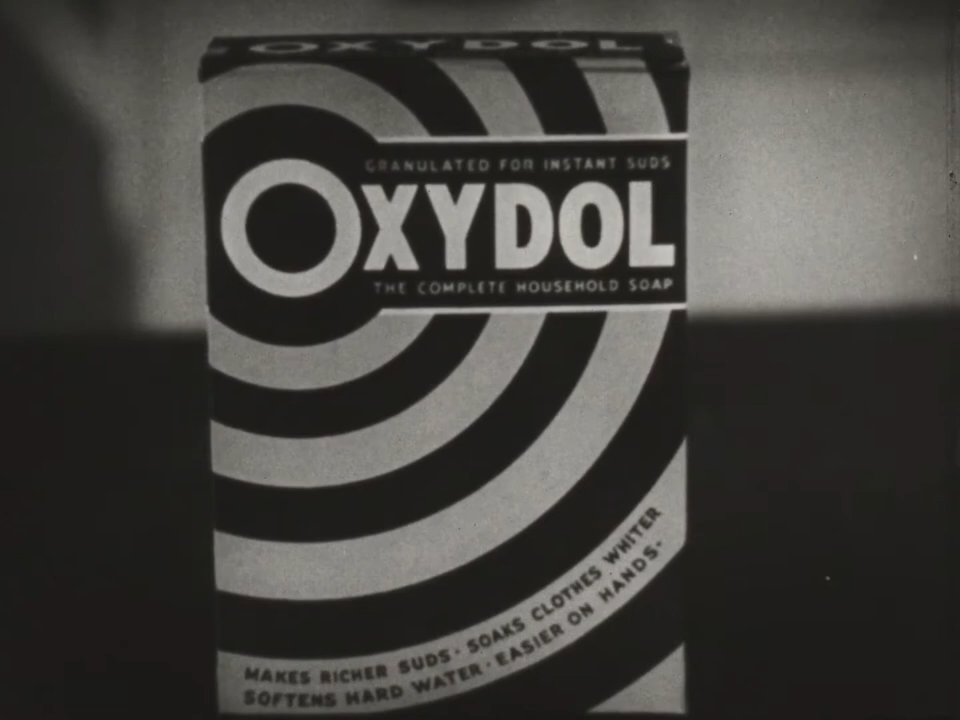 OXYDOL
GRANULATED FOR INSTANT SUDS
OXYDOL
THE COMPLETE HOUSEHOLD SOAP
MAKES RICHER SUDS · SOAKS CLOTHES WHITER
SOFTENS HARD WATER · EASIER ON HANDS ·